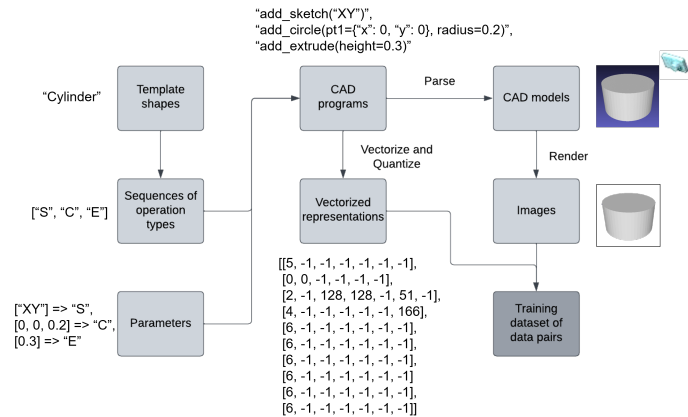 “add_sketch(“XY”)”,
“add_circle(pt1={“x”: 0, “y”: 0}, radius=0.2)”,
“add_extrude(height=0.3)”
“Cylinder”
Template
shapes
CAD
programs
Parse
CAD models
Vectorize and
Quantize
Render
[“S”, “C”, “E”]
Sequences of
operation
types
Vectorized
representations
Images
[“XY”] => “S”,
[0, 0, 0.2] => “C”,
[0.3] => “E”
Parameters
[[5, -1, -1, -1, -1, -1, -1],
[0, 0, -1, -1, -1, -1],
[2, -1, 128, 128, -1, 51, -1],
[4, -1, -1, -1, -1, -1, 166],
[6, -1, -1, -1, -1, -1, -1],
[6, -1, -1, -1, -1, -1, -1],
[6, -1, -1, -1, -1, -1, -1],
[6, -1, -1, -1, -1, -1, -1]
[6, -1, -1, -1, -1, -1, -1],
[6, -1, -1, -1, -1, -1, -1]]
Training
dataset of
data pairs